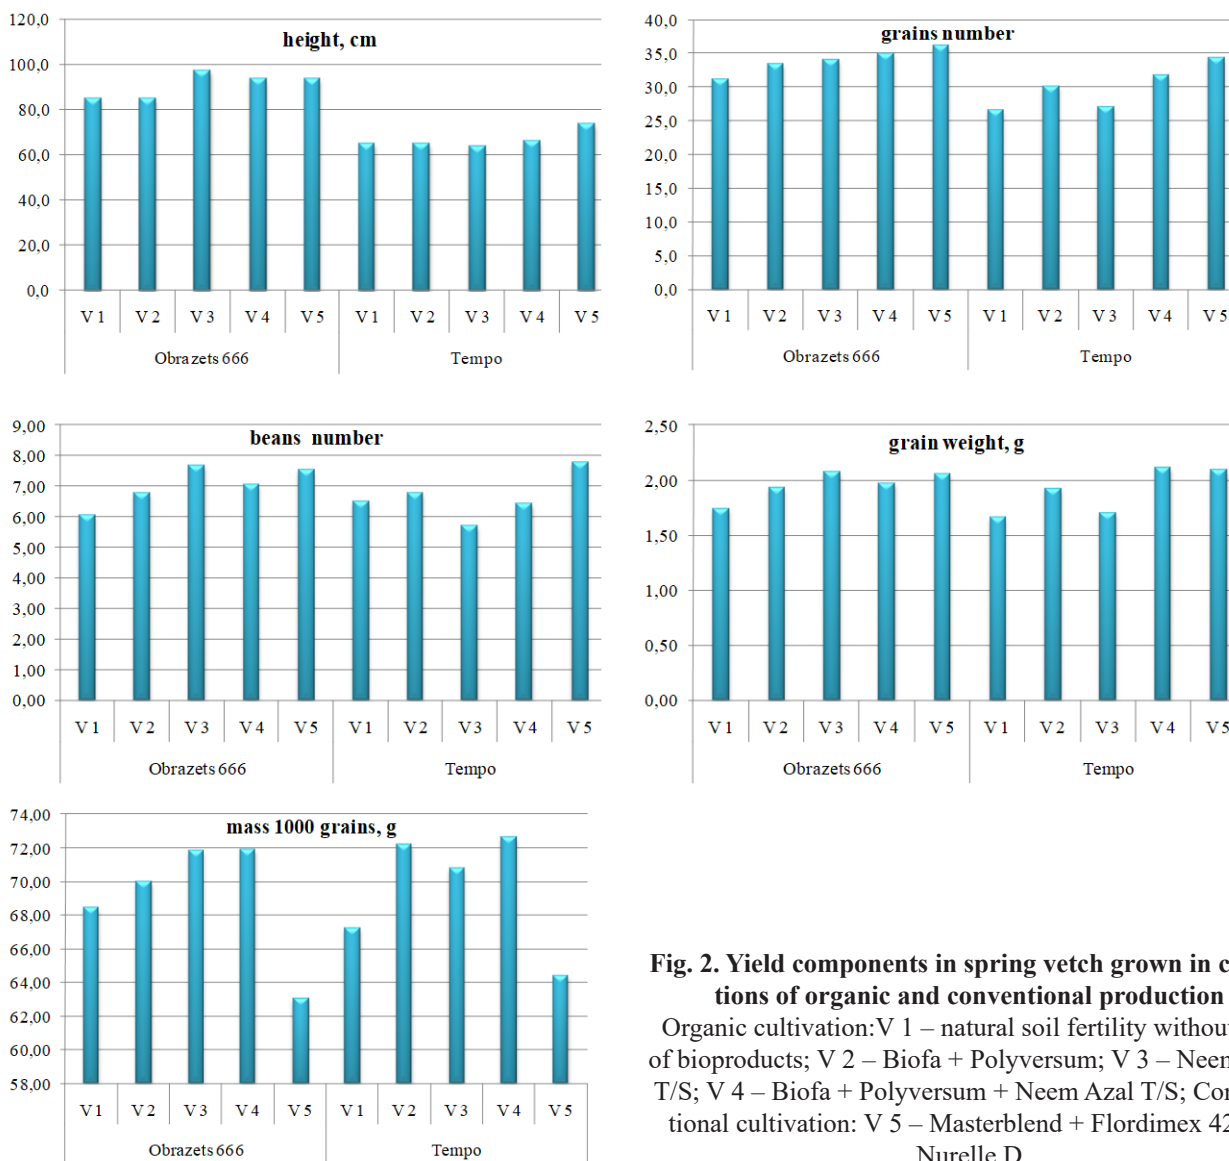 height, cm
120,0
100,0
80,0
60,0
40,0
20,0
0,0
V 1 V 2 V 3 V 4 V 5 V 1 V 2 V 3 V 4 V 5
Obrazets 666 Tempo
grains number
40,0
35,0
30,0
25,0
20,0
15,0
10,0
5,0
0,0
V 1 V 2 V 3 V 4 V 5 V 1 V 2 V 3 V 4 V 5
Obrazets 666 Tempo
beans number
9,00
8,00
7,00
6,00
5,00
4,00
3,00
2,00
1,00
0,00
V 1 V 2 V 3 V 4 V 5 V 1 V 2 V 3 V 4 V 5
Obrazets 666 Tempo
grain weight, g
2,50
2,00
1,50
1,00
0,50
0,00
V 1 V 2 V 3 V 4 V 5 V 1 V 2 V 3 V 4 V 5
Obrazets 666 Tempo
mass 1000 grains, g
74,00
72,00
70,00
68,00
66,00
64,00
62,00
60,00
58,00
V 1 V 2 V 3 V 4 V 5 V 1 V 2 V 3 V 4 V 5
Obrazets 666 Tempo
Fig. 2. Yield components in spring vetch grown in
tions of organic and conventional production
Organic cultivation:V 1 – natural soil fertility without
of bioproducts; V 2 – Biofa + Polyversum; V 3 – Neem
T/S; V 4 – Biofa + Polyversum + Neem Azal T/S; Con
tional cultivation: V 5 – Masterblend + Flordimex 42
Nurelle D